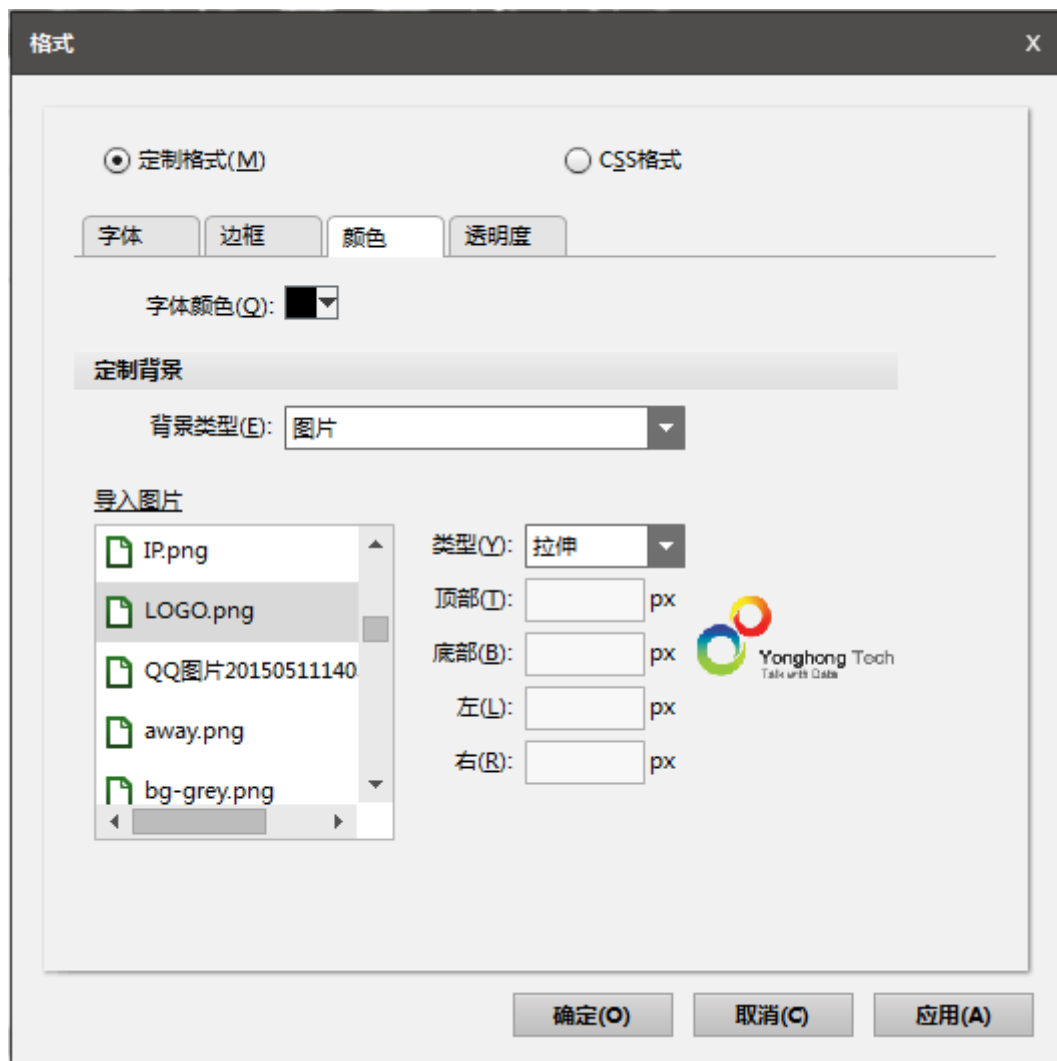 格式 X
定制格式(M) CSS格式
字体 边框 颜色 透明度
字体颜色(Q):
定制背景
背景类型(E): 图片
导入图片
IP.png
LOGO.png
QQ图片20150511140
away.png
bg-grey.png
类型(Y): 拉伸
顶部(T): px
底部(B): px
左(L): px
右(R): px
Yonghong Tech
Talk with Data
确定(O) 取消(C) 应用(A)